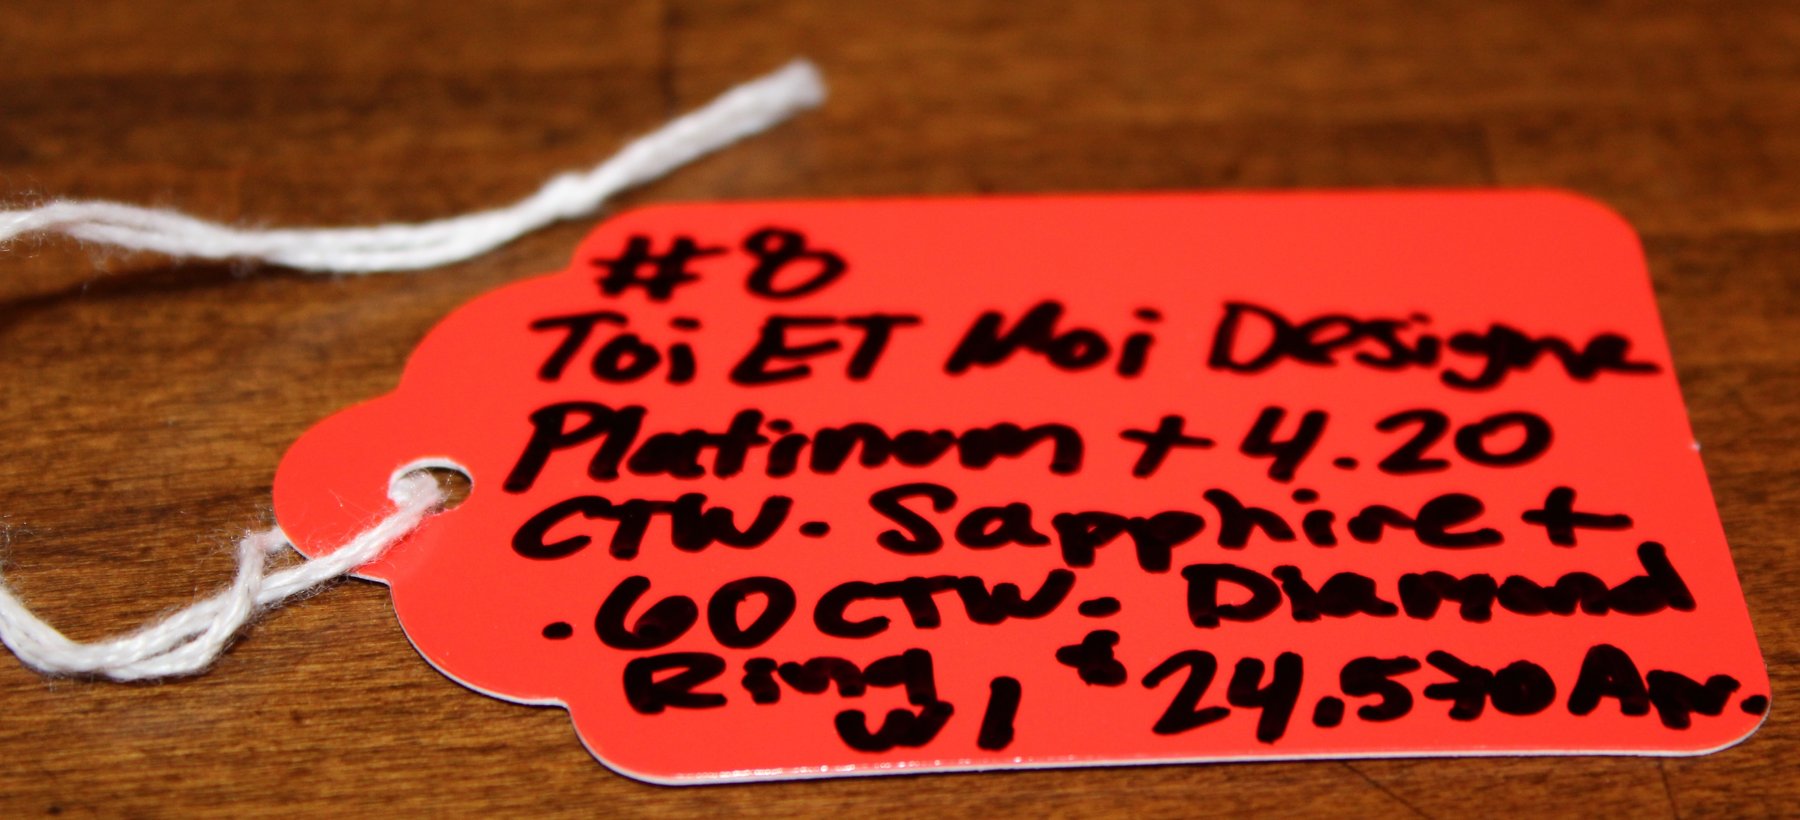 #8
Toi ET Moi Designe
Platinum + 4.20
CTW. Sapphire +
.60 CTW. Diamond
Ring $24,570 Apr.
w/